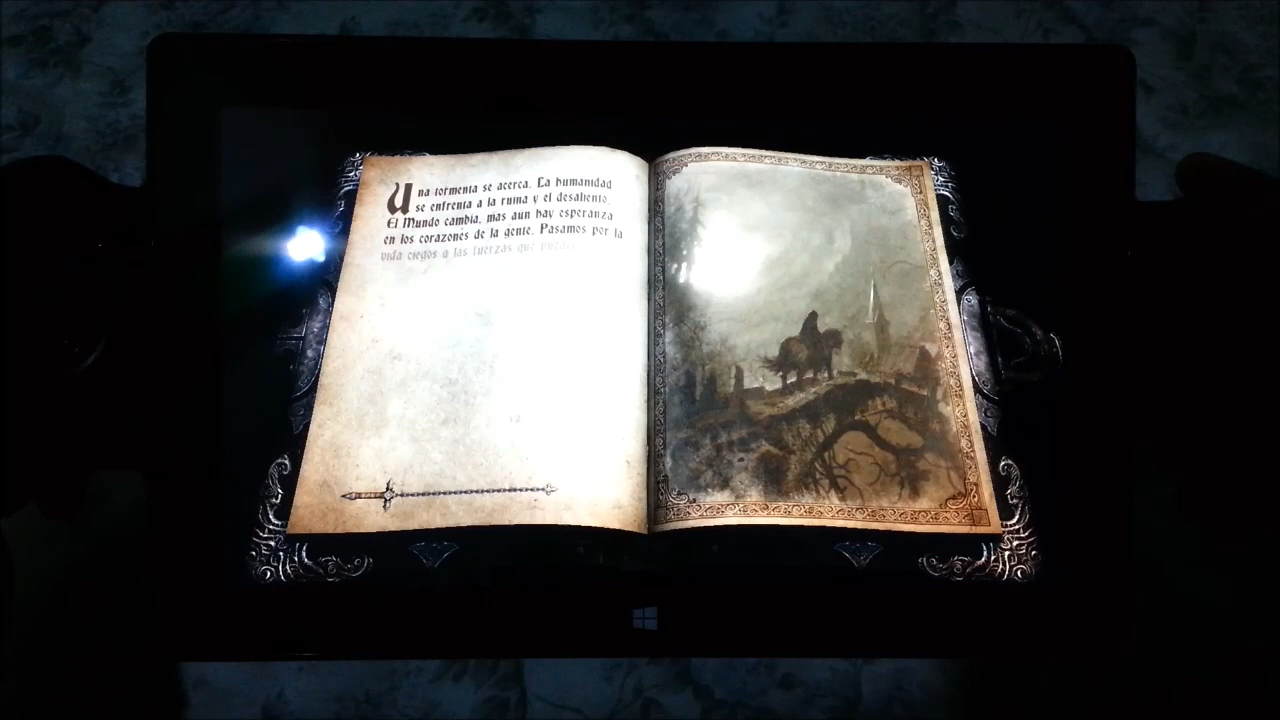 Una tormenta se acerca. La humanidad
se enfrenta a la ruina y el desaliento.
El Mundo cambia, mas aún hay esperanza
en los corazones de la gente. Pasamos por la
vida ciegos a las fuerzas que